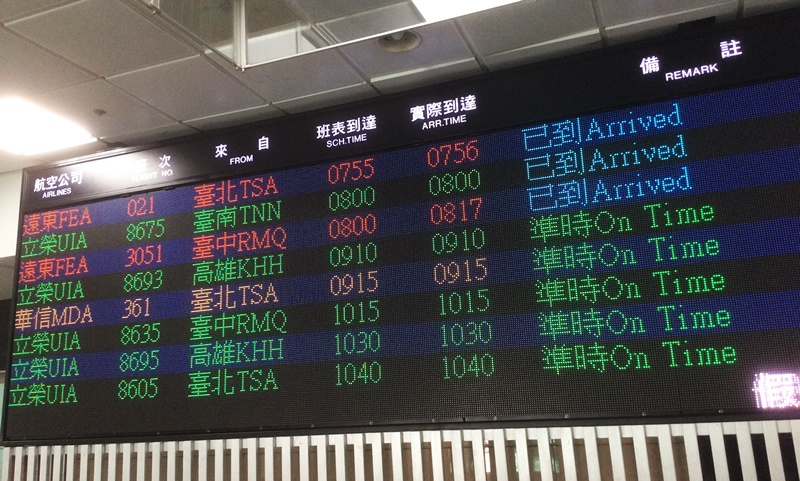 航空公司 次 來自 班表到達 實際到達 備註
AIRLINES FLIGHT NO. FROM SCH.TIME ARR.TIME REMARK
遠東FEA 021 臺北TSA 0755 0756 已到Arrived
立榮UIA 8675 臺南TNN 0800 0800 已到Arrived
遠東FEA 3051 臺中RMQ 0800 0817 已到Arrived
立榮UIA 8693 高雄KHH 0910 0910 準時On Time
華信MDA 361 臺北TSA 0915 0915 準時On Time
立榮UIA 8635 臺中RMQ 1015 1015 準時On Time
立榮UIA 8695 高雄KHH 1030 1030 準時On Time
立榮UIA 8605 臺北TSA 1040 1040 準時On Time